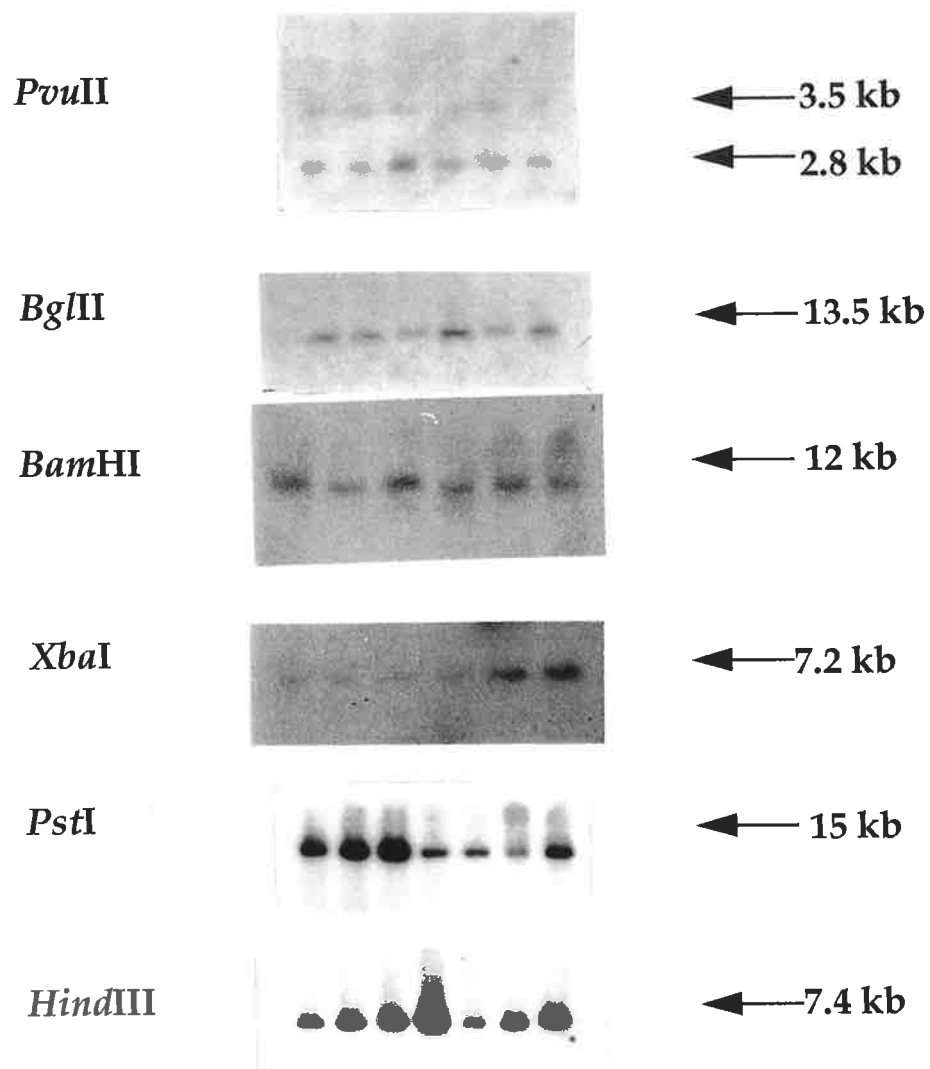 PvuII
3.5 kb
2.8 kb
BglII
13.5 kb
BamHI
12 kb
XbaI
7.2 kb
PstI
15 kb
HindIII
7.4 kb